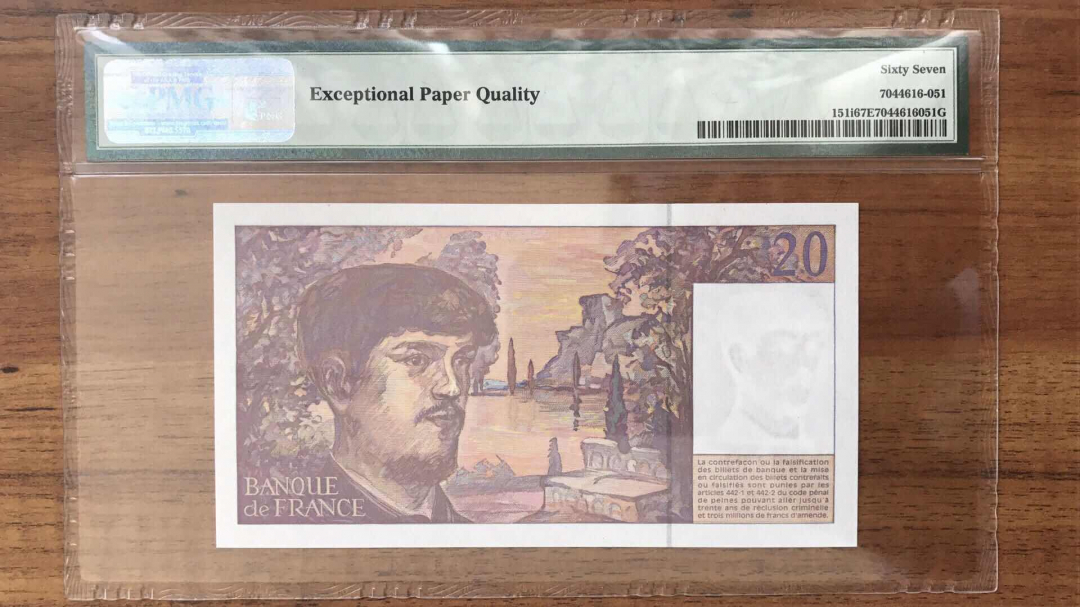 PMG
Exceptional Paper Quality
Sixty Seven
7044616-051
151i67E7044616051G
20
BANQUE
de FRANCE
La contrefaçon ou la falsification
des billets de banque et la mise
en circulation des billets contrefaits
ou falsifiés sont punies par les
articles 442-1 et 442-2 du code pénal
de peines pouvant aller jusqu'à
trente ans de réclusion criminelle
et trois millions de francs d'amende.